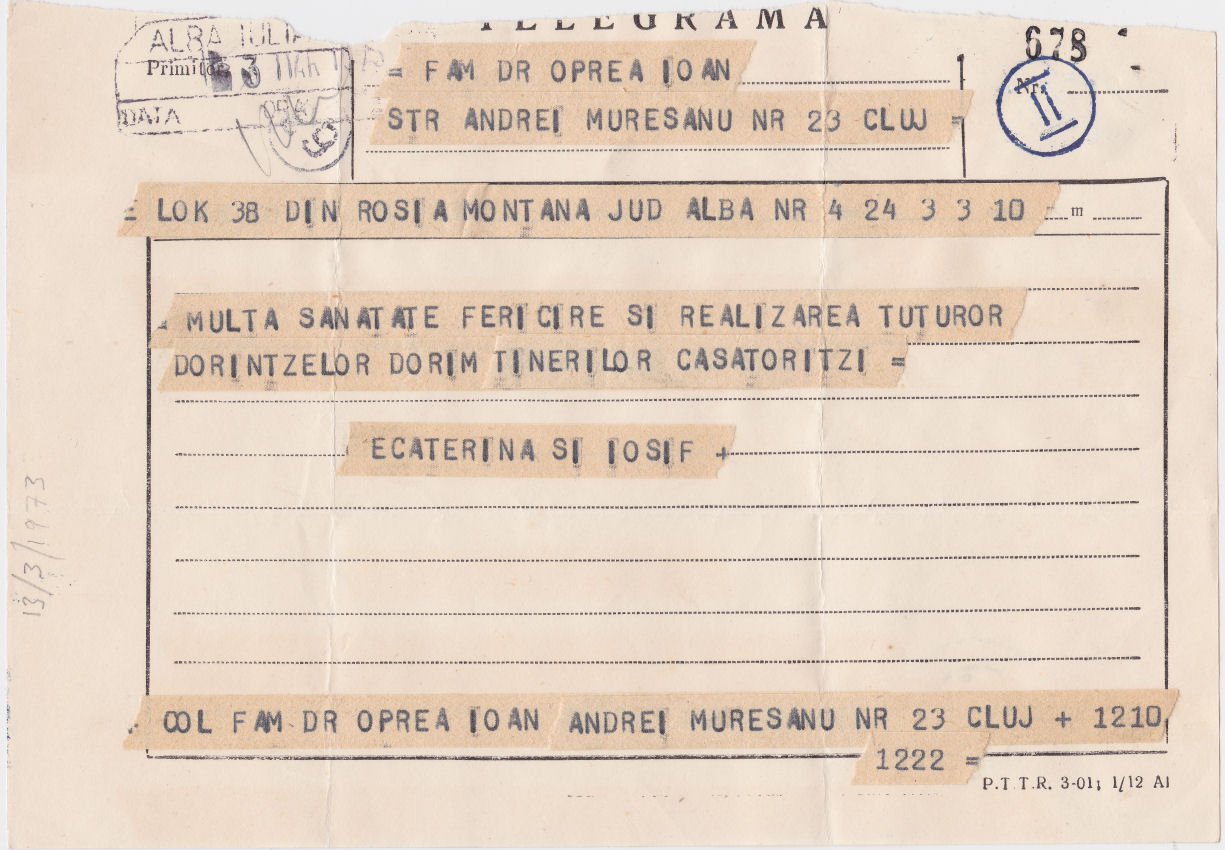 TELEGRAMA
ALBA IULIA
Primitor
DATA
678
Nr.
II
= FAM DR OPREA IOAN
STR ANDREI MURESANU NR 23 CLUJ =
= LOK 38 DIN ROSIA MONTANA JUD ALBA NR 4 24 3 3 10
m
= MULTA SANATATE FERICIRE SI REALIZAREA TUTUROR
DORINTZELOR DORIM TINERILOR CASATORITZI =
ECATERINA SI IOSIF +
13/3/1973
COL FAM DR OPREA IOAN ANDREI MURESANU NR 23 CLUJ + 1210
1222 =
P.T.T.R. 3-01; 1/12 A1